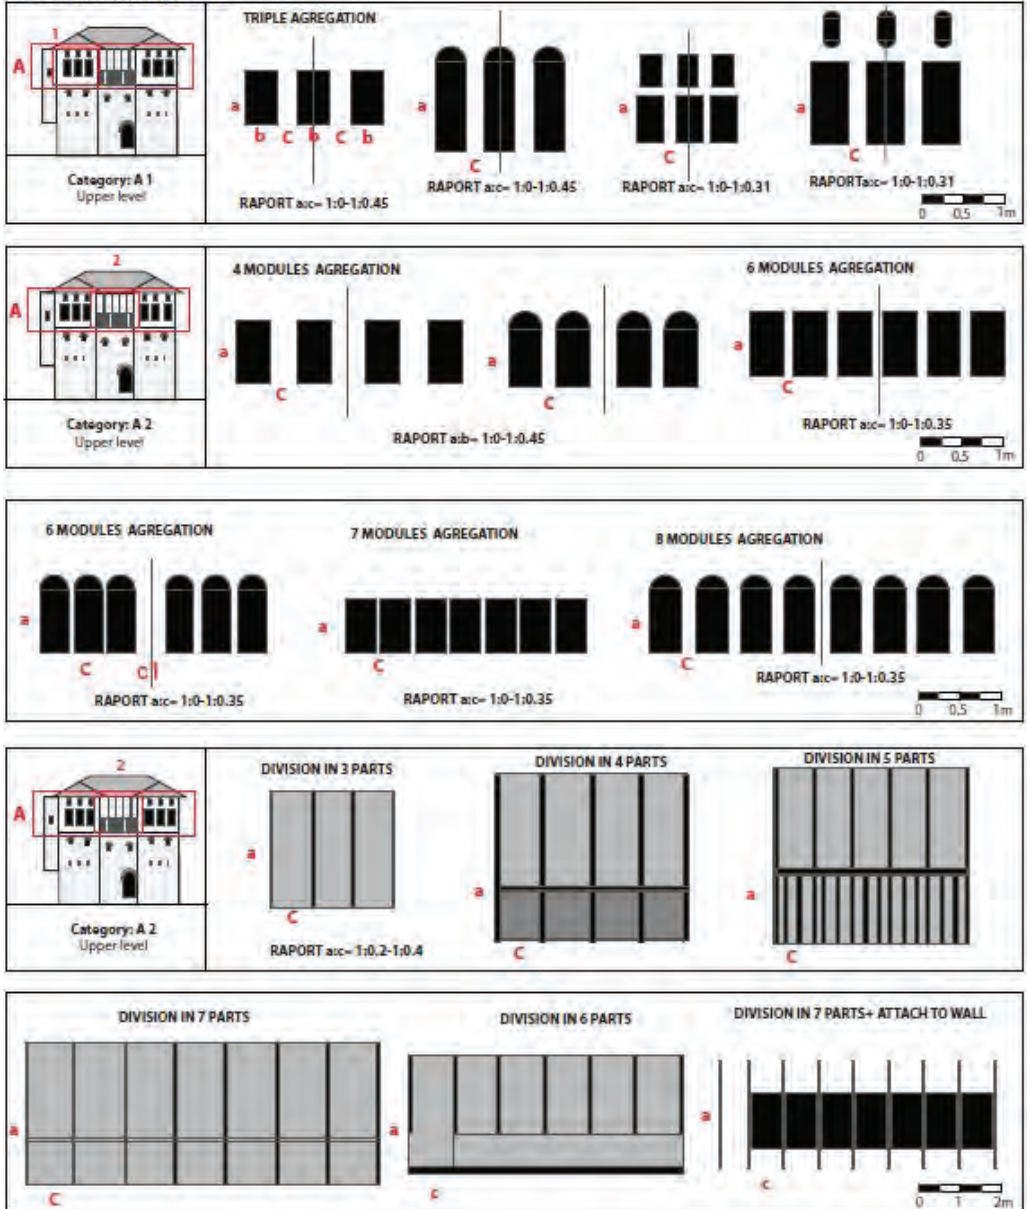 1
TRIPLE AGREGATION
A
a
b C b C b
a
C
a
C
a
C
Category: A 1
Upper level
RAPORT a:c= 1:0-1:0.45
RAPORT a:c= 1:0-1:0.45
RAPORT a:c= 1:0-1:0.31
RAPORTa:c= 1:0-1:0.31
0 0,5 1m
2
4 MODULES AGREGATION
6 MODULES AGREGATION
A
a
C
a
C
a
C
Category: A 2
Upper level
RAPORT a:b= 1:0-1:0.45
RAPORT a:c= 1:0-1:0.35
0 0,5 1m
6 MODULES AGREGATION
7 MODULES AGREGATION
8 MODULES AGREGATION
a
C
a
C
a
C
RAPORT a:c= 1:0-1:0.35
RAPORT a:c= 1:0-1:0.35
RAPORT a:c= 1:0-1:0.35
0 0,5 1m
2
DIVISION IN 3 PARTS
DIVISION IN 4 PARTS
DIVISION IN 5 PARTS
A
a
C
a
C
a
C
Category: A 2
Upper level
RAPORT a:c= 1:0.2-1:0.4
DIVISION IN 7 PARTS
DIVISION IN 6 PARTS
DIVISION IN 7 PARTS+ ATTACH TO WALL
a
C
a
c
a
c
0 1 2m